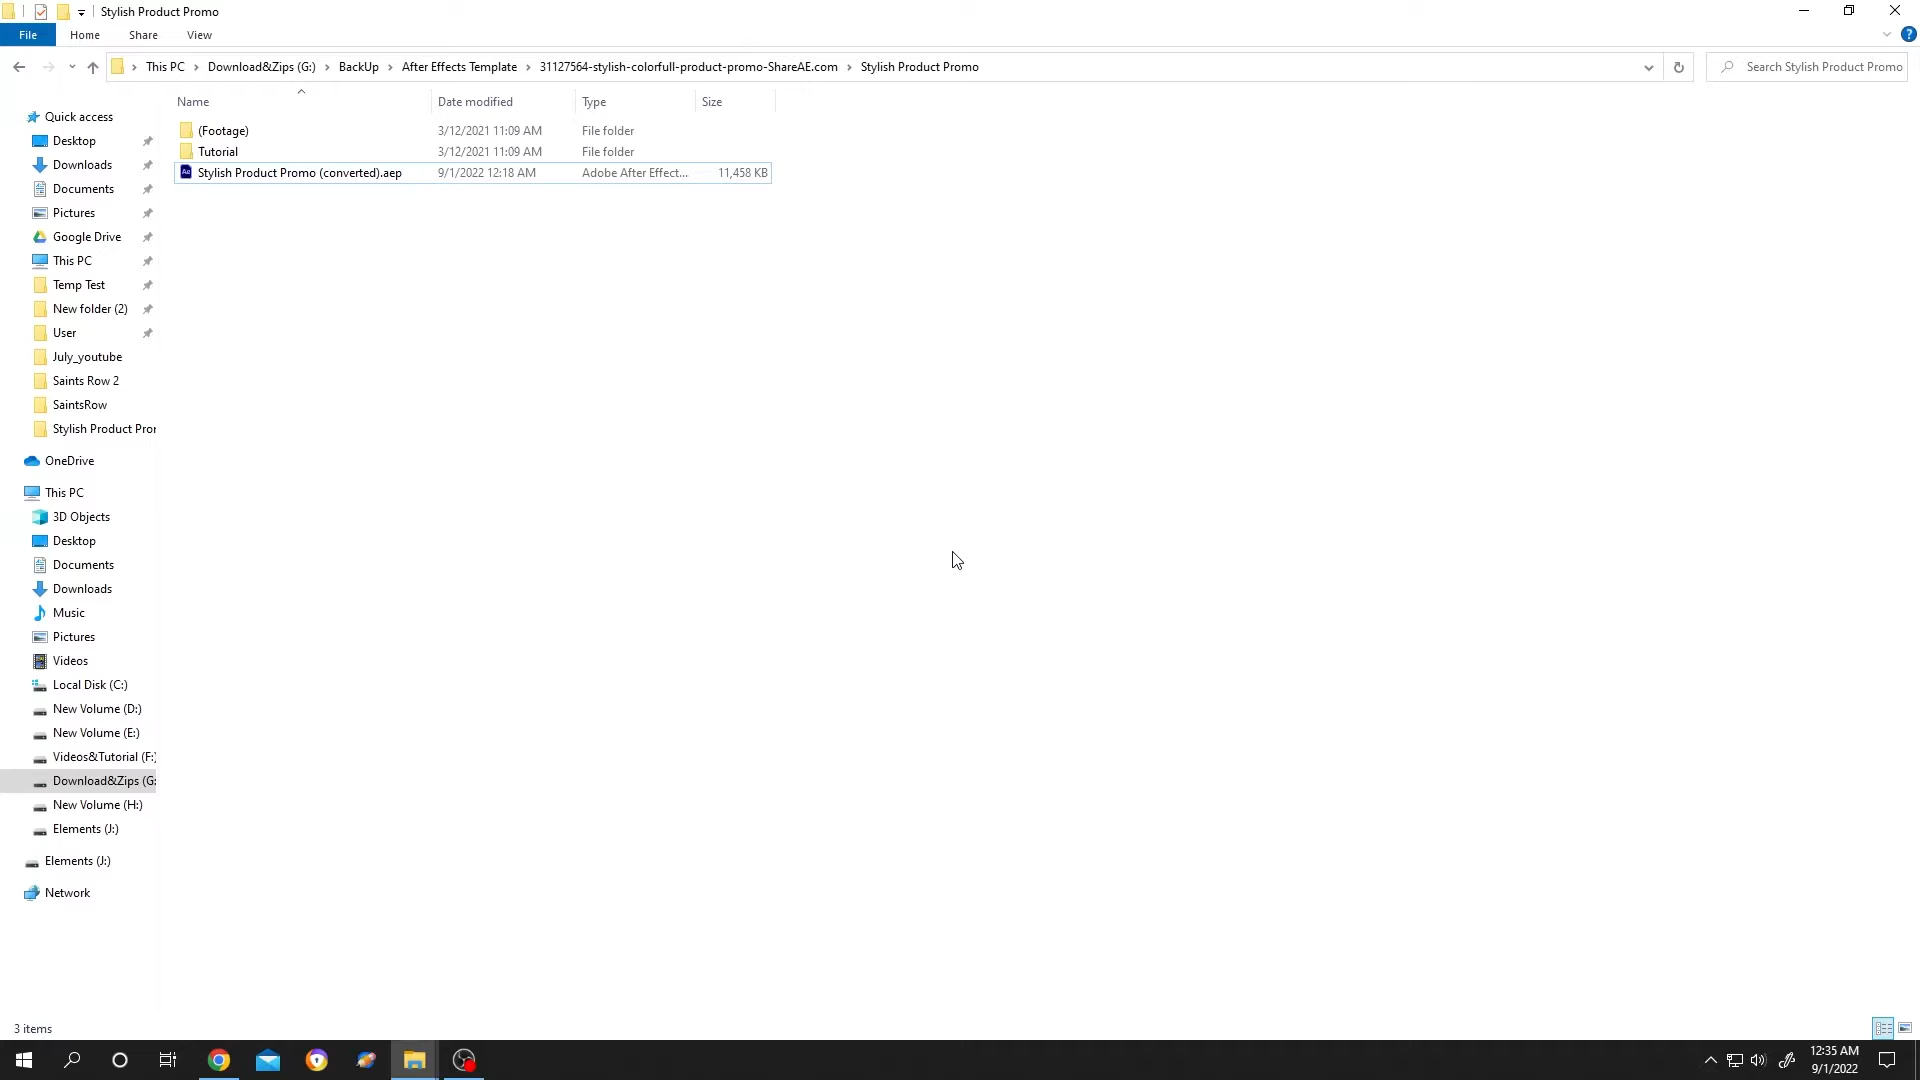 Stylish Product Promo
File Home Share View
This PC Download&Zips (G:) BackUp After Effects Template 31127564-stylish-colorfull-product-promo-ShareAE.com Stylish Product Promo
Search Stylish Product Promo
Name Date modified Type Size
(Footage) 3/12/2021 11:09 AM File folder
Tutorial 3/12/2021 11:09 AM File folder
Ae Stylish Product Promo (converted).aep 9/1/2022 12:18 AM Adobe After Effect... 11,458 KB
Quick access
Desktop
Downloads
Documents
Pictures
Google Drive
This PC
Temp Test
New folder (2)
User
July_youtube
Saints Row 2
SaintsRow
Stylish Product Pror
OneDrive
This PC
3D Objects
Desktop
Documents
Downloads
Music
Pictures
Videos
Local Disk (C:)
New Volume (D:)
New Volume (E:)
Videos&Tutorial (F:)
Download&Zips (G:
New Volume (H:)
Elements (J:)
Elements (J:)
Network
3 items
12:35 AM
9/1/2022